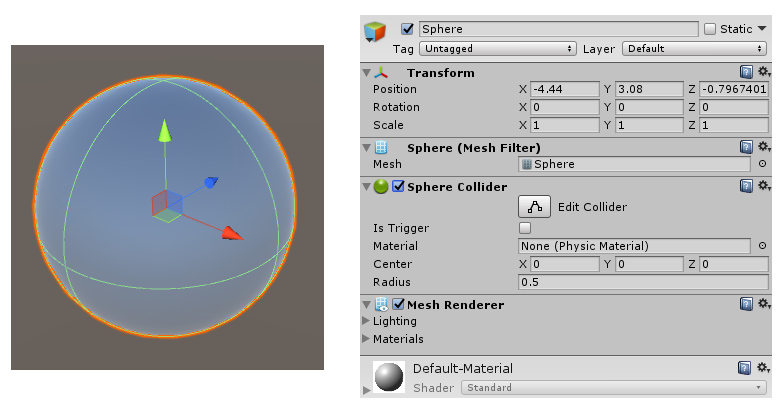 Sphere Static
Tag Untagged Layer Default
Transform
Position X -4.44 Y 3.08 Z -0.7967401
Rotation X 0 Y 0 Z 0
Scale X 1 Y 1 Z 1
Sphere (Mesh Filter)
Mesh Sphere
Sphere Collider
Edit Collider
Is Trigger
Material None (Physic Material)
Center X 0 Y 0 Z 0
Radius 0.5
Mesh Renderer
Lighting
Materials
Default-Material
Shader Standard